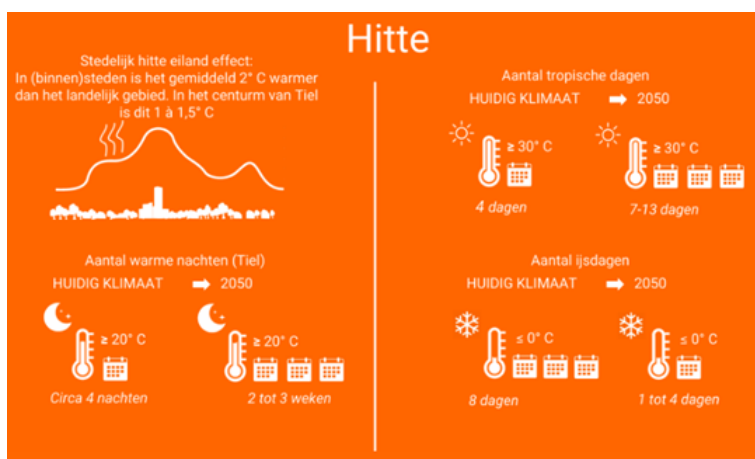 Hitte
Stedelijk hitte eiland effect:
In (binnen)steden is het gemiddeld 2° C warmer
dan het landelijk gebied. In het centurm van Tiel
is dit 1 à 1,5° C
Aantal warme nachten (Tiel)
HUIDIG KLIMAAT 2050
≥ 20° C ≥ 20° C
Circa 4 nachten 2 tot 3 weken
Aantal tropische dagen
HUIDIG KLIMAAT 2050
≥ 30° C ≥ 30° C
4 dagen 7-13 dagen
Aantal ijsdagen
HUIDIG KLIMAAT 2050
≤ 0° C ≤ 0° C
8 dagen 1 tot 4 dagen